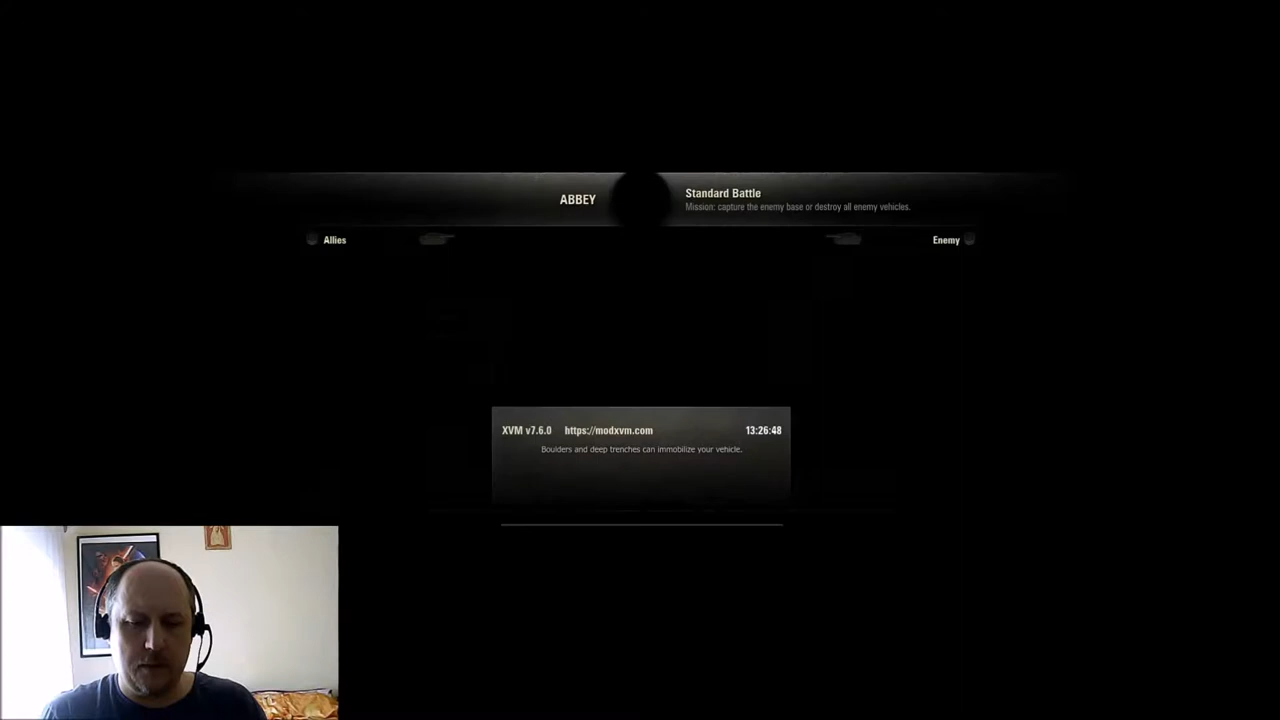 ABBEY
Standard Battle
Mission: capture the enemy base or destroy all enemy vehicles.
Allies
Enemy
XVM v7.6.0 https://modxvm.com 13:26:48
Boulders and deep trenches can immobilize your vehicle.